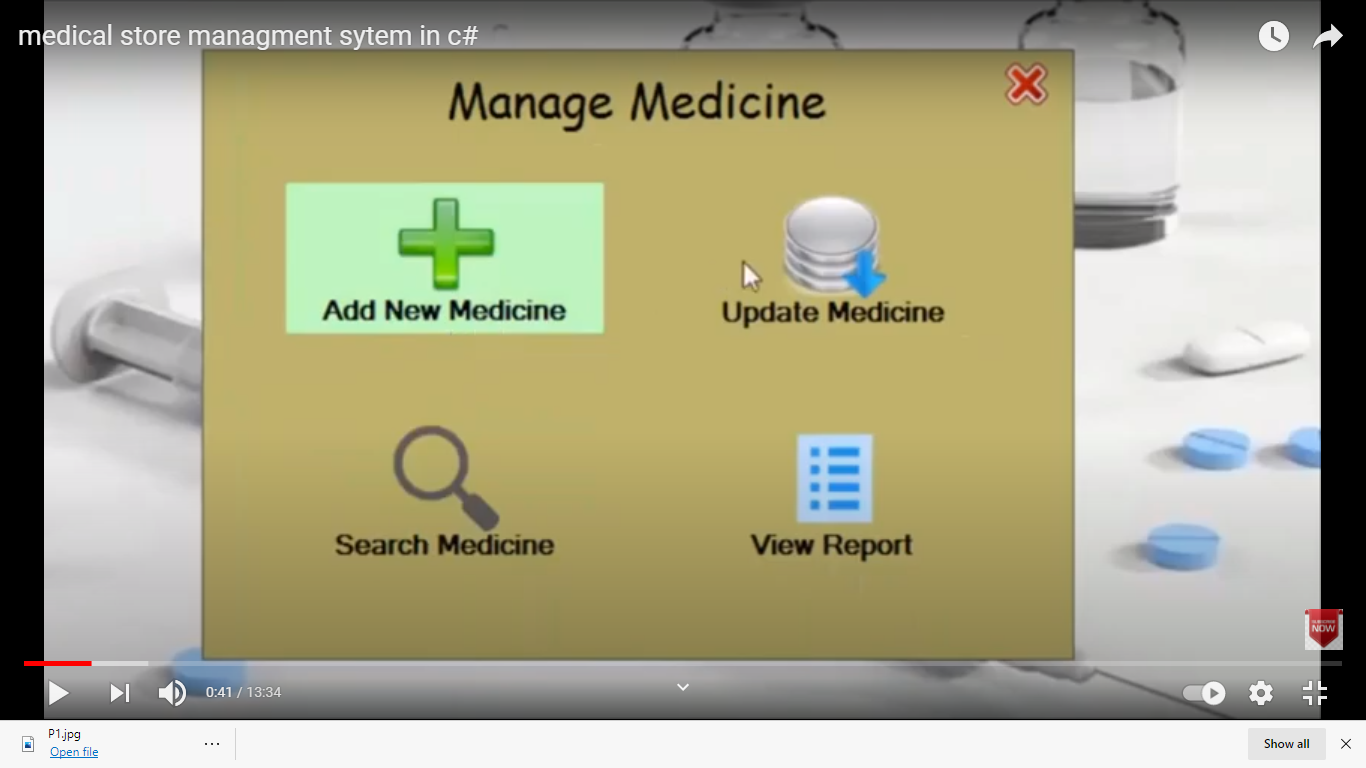 medical store managment sytem in c#
Manage Medicine
Add New Medicine
Update Medicine
Search Medicine
View Report
SUBSCRIBE
NOW
0:41 / 13:34
P1.jpg
Open file
Show all